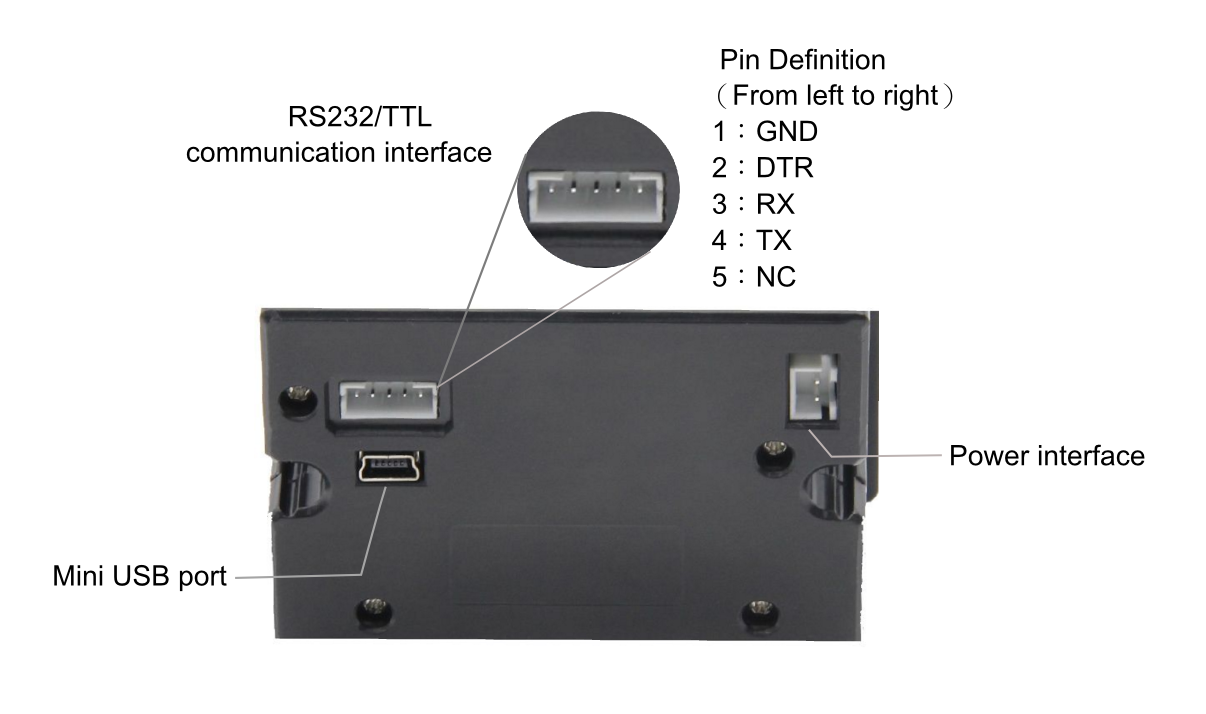 RS232/TTL
communication interface
Pin Definition
（From left to right）
1：GND
2：DTR
3：RX
4：TX
5：NC
Power interface
Mini USB port